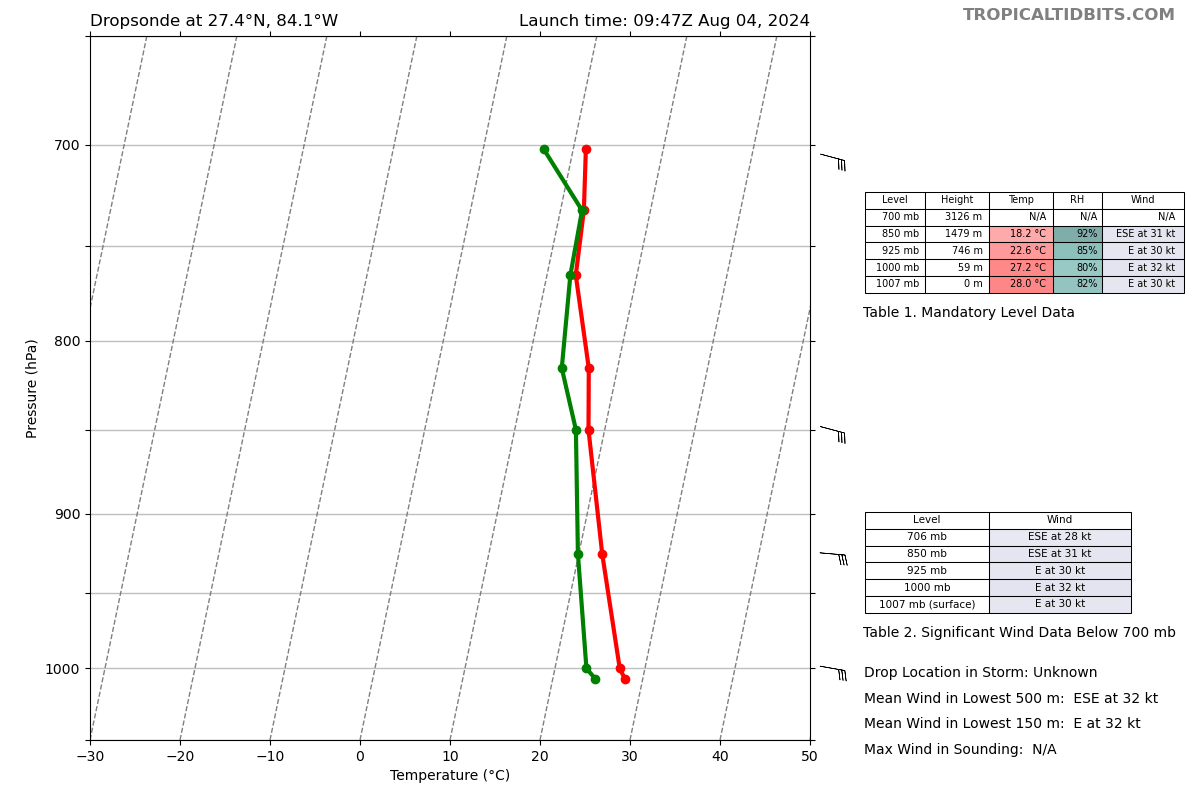 Dropsonde at 27.4°N, 84.1°W
Launch time: 09:47Z Aug 04, 2024
TROPICALTIDBITS.COM
700
800
900
1000
Pressure (hPa)
−30 −20 −10 0 10 20 30 40 50
Temperature (°C)
Level Height Temp RH Wind
700 mb 3126 m N/A N/A N/A
850 mb 1479 m 18.2 °C 92% ESE at 31 kt
925 mb 746 m 22.6 °C 85% E at 30 kt
1000 mb 59 m 27.2 °C 80% E at 32 kt
1007 mb 0 m 28.0 °C 82% E at 30 kt
Table 1. Mandatory Level Data
Level Wind
706 mb ESE at 28 kt
850 mb ESE at 31 kt
925 mb E at 30 kt
1000 mb E at 32 kt
1007 mb (surface) E at 30 kt
Table 2. Significant Wind Data Below 700 mb
Drop Location in Storm: Unknown
Mean Wind in Lowest 500 m: ESE at 32 kt
Mean Wind in Lowest 150 m: E at 32 kt
Max Wind in Sounding: N/A